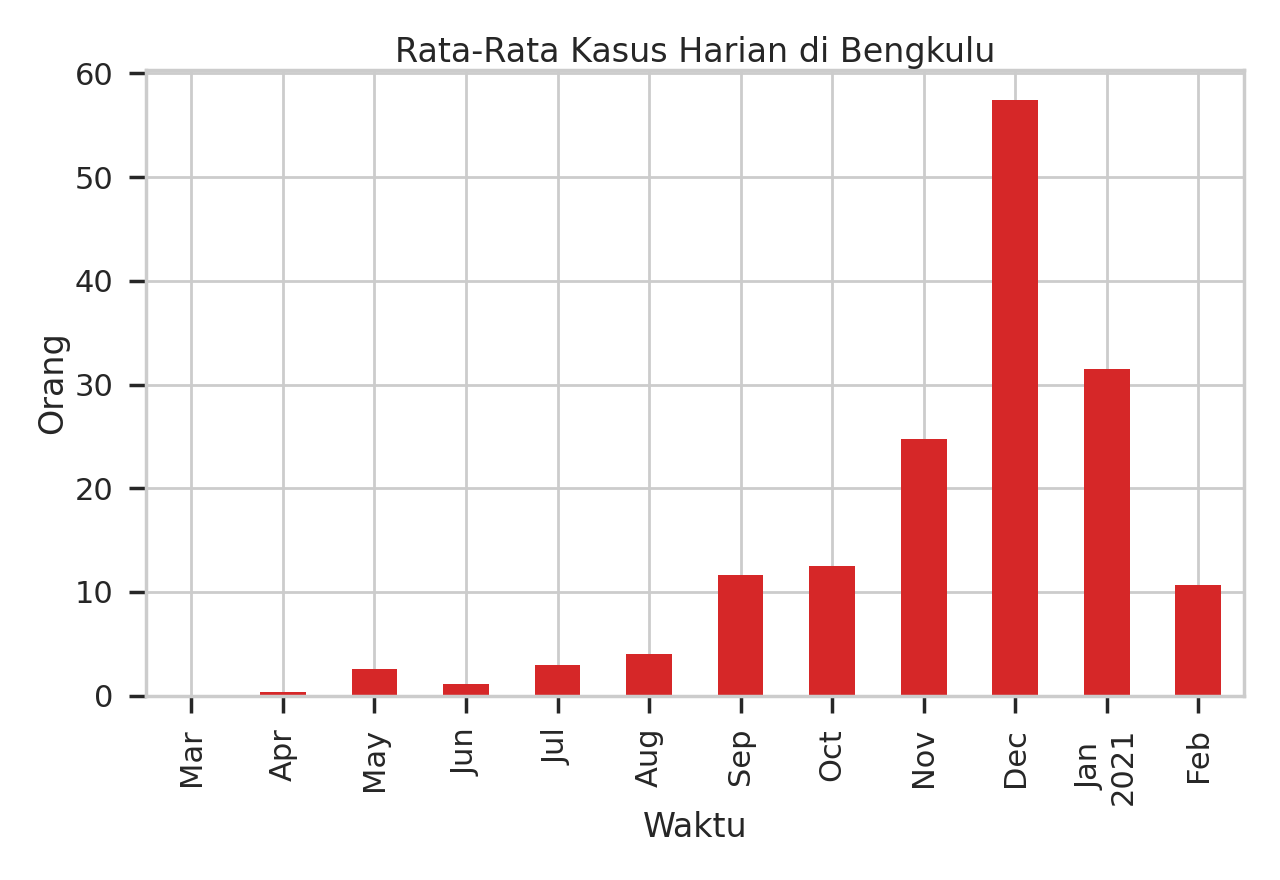 Rata-Rata Kasus Harian di Bengkulu
60
50
40
30
20
10
0
Orang
Mar
Apr
May
Jun
Jul
Aug
Sep
Oct
Nov
Dec
Jan
2021
Feb
Waktu